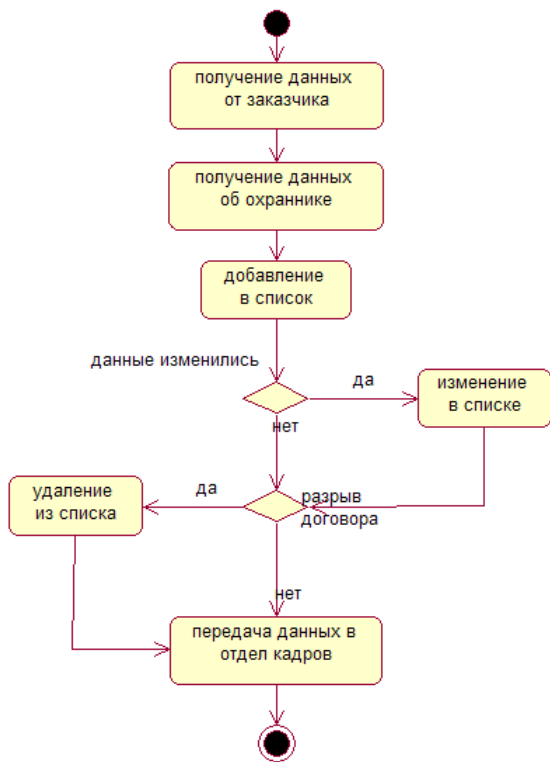 получение данных
от заказчика
получение данных
об охраннике
добавление
в список
данные изменились
да
изменение
в списке
нет
удаление
из списка
да
разрыв
договора
нет
передача данных в
отдел кадров